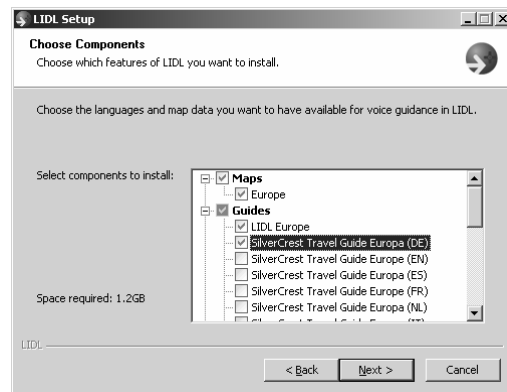 LIDL Setup
Choose Components
Choose which features of LIDL you want to install.
Choose the languages and map data you want to have available for voice guidance in LIDL.
Select components to install:
Maps
Europe
Guides
LIDL Europe
SilverCrest Travel Guide Europa (DE)
SilverCrest Travel Guide Europa (EN)
SilverCrest Travel Guide Europa (ES)
SilverCrest Travel Guide Europa (FR)
SilverCrest Travel Guide Europa (NL)
Space required: 1.2GB
LIDL
< Back Next > Cancel